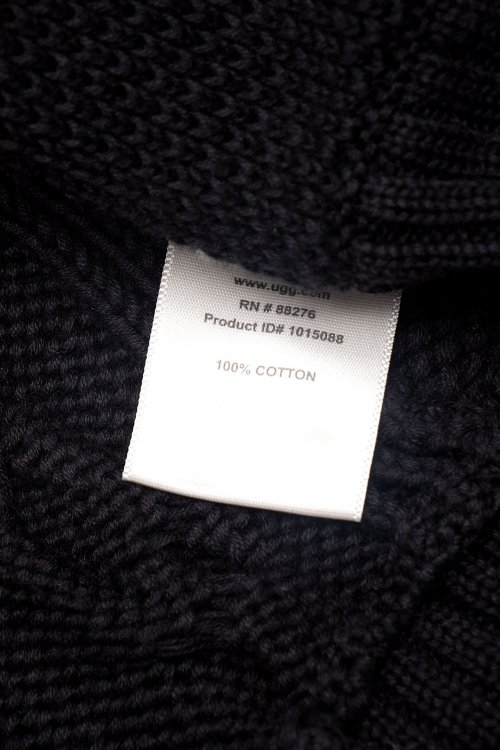 www.ugg.com
RN # 88276
Product ID# 1015088
100% COTTON